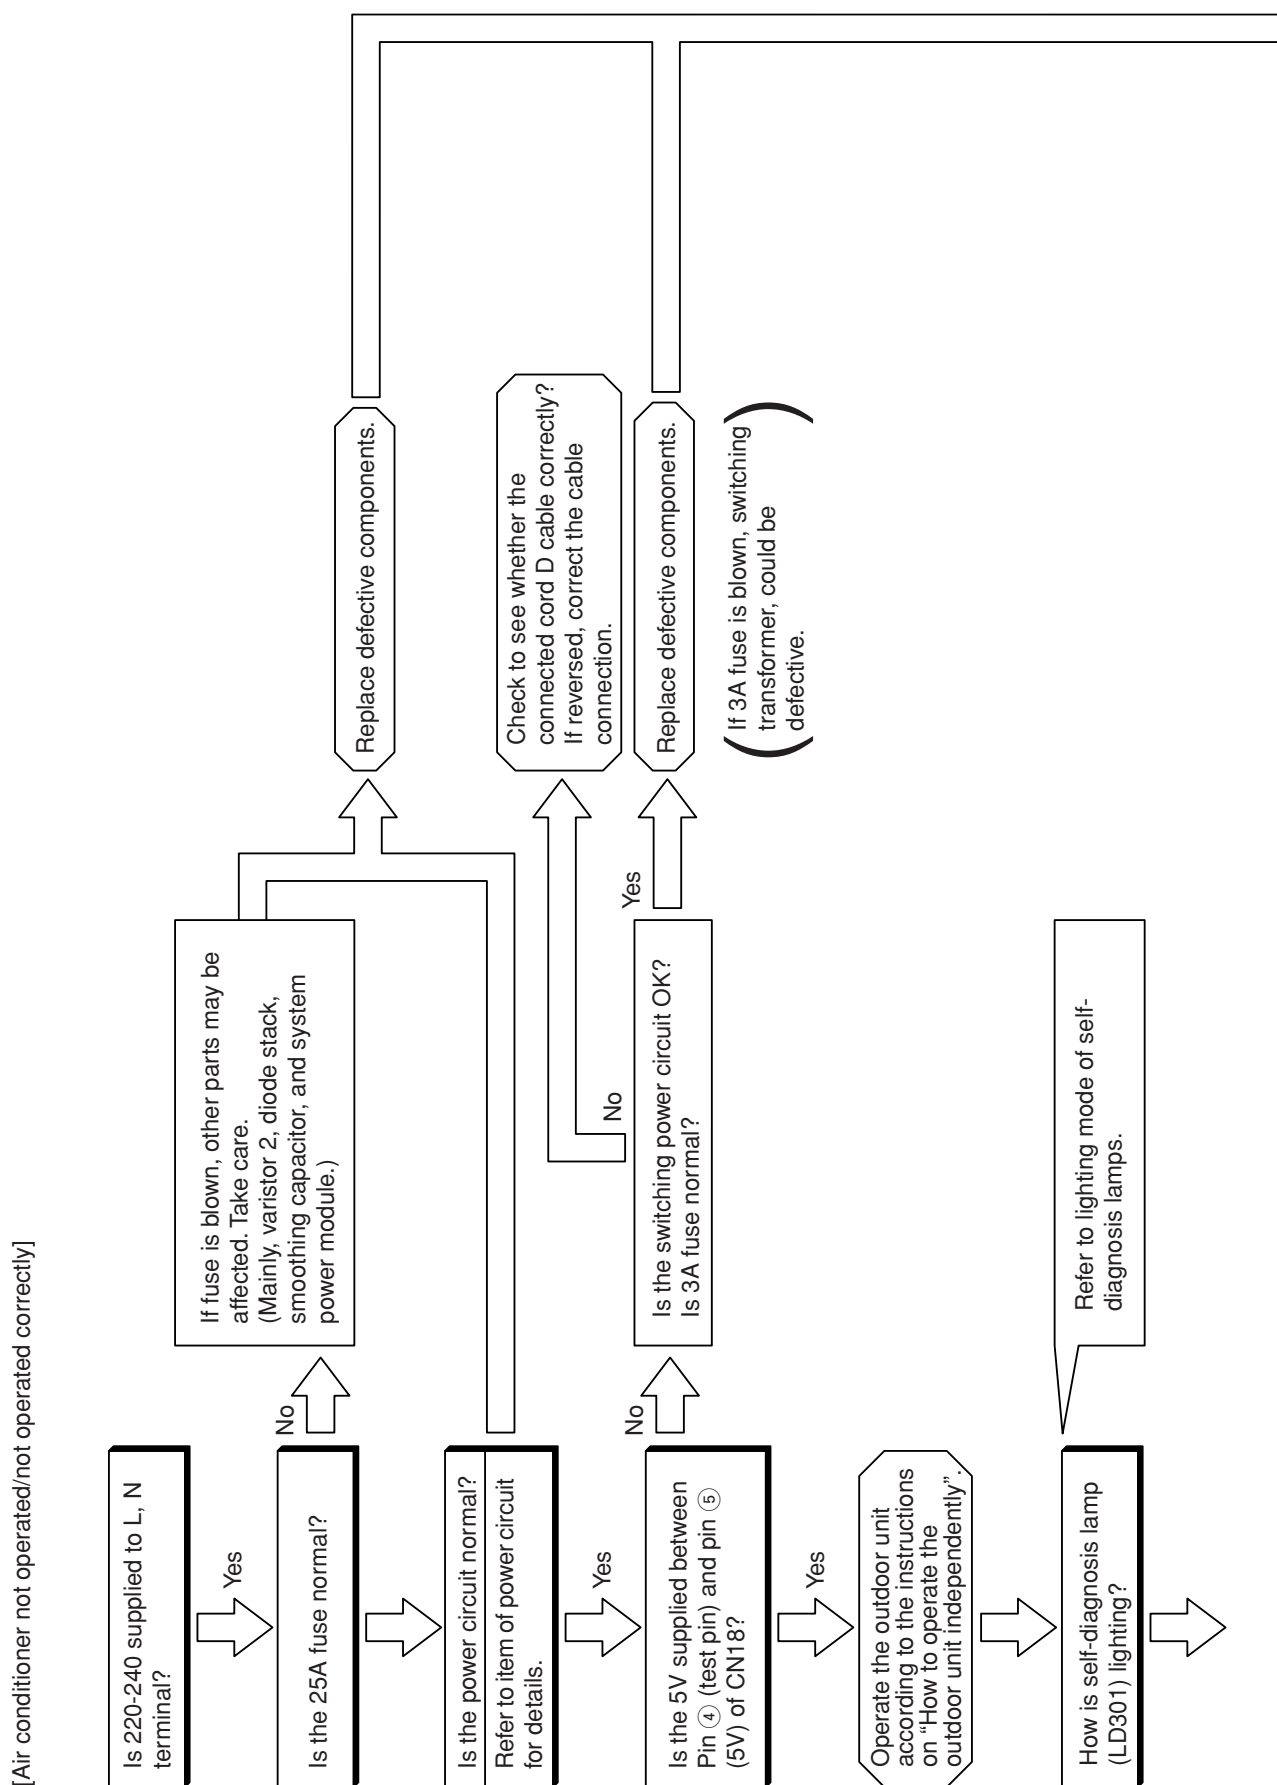 [Air conditioner not operated/not operated correctly]
Is 220-240 supplied to L, N
terminal?
Yes
Is the 25A fuse normal?
No
If fuse is blown, other parts may be
affected. Take care.
(Mainly, varistor 2, diode stack,
smoothing capacitor, and system
power module.)
Replace defective components.
Is the power circuit normal?
Refer to item of power circuit
for details.
Yes
Is the 5V supplied between
Pin ④ (test pin) and pin ⑤
(5V) of CN18?
No
Is the switching power circuit OK?
Is 3A fuse normal?
No
Check to see whether the
connected cord D cable correctly?
If reversed, correct the cable
connection.
Yes
Replace defective components.
If 3A fuse is blown, switching
transformer, could be
defective.
Yes
Operate the outdoor unit
according to the instructions
on “How to operate the
outdoor unit independently”.
How is self-diagnosis lamp
(LD301) lighting?
Refer to lighting mode of self-
diagnosis lamps.